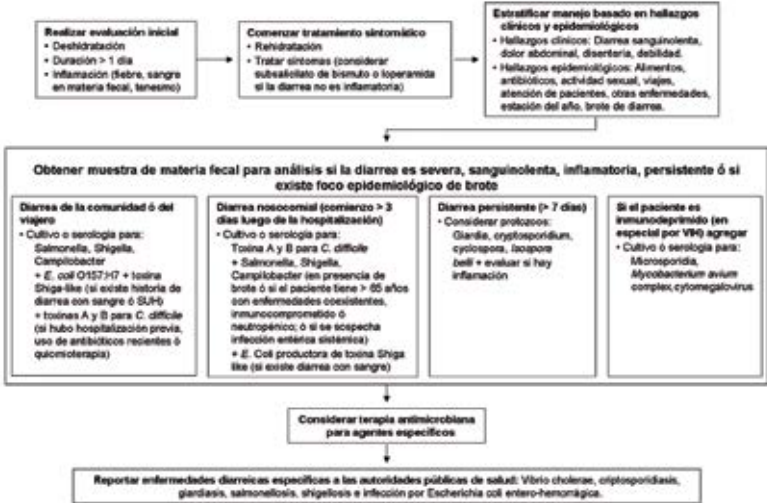 Realizar evaluación inicial
• Deshidratación
• Duración > 1 día
• Inflamación (fiebre, sangre
en materia fecal, tenesmo)
Comenzar tratamiento sintomático
• Rehidratación
• Tratar síntomas (considerar
subsalicilato de bismuto o loperamida
si la diarrea no es inflamatoria)
Estratificar manejo basado en hallazgos
clínicos y epidemiológicos
• Hallazgos clínicos: Diarrea sanguinolenta,
dolor abdominal, disentería, debilidad.
• Hallazgos epidemiológicos: Alimentos,
antibióticos, actividad sexual, viajes,
atención de pacientes, otras enfermedades,
estación del año, brote de diarrea.
Obtener muestra de materia fecal para análisis si la diarrea es severa, sanguinolenta, inflamatoria, persistente ó si
existe foco epidemiológico de brote
Diarrea de la comunidad ó del
viajero
• Cultivo o serología para:
Salmonella, Shigella,
Campilobacter
+ E. coli O157:H7 + toxina
Shiga-like (si existe historia de
diarrea con sangre ó SUH)
+ toxinas A y B para C. difficile
(si hubo hospitalización previa,
uso de antibióticos recientes ó
quicmioterapia)
Diarrea nosocomial (comienzo > 3
días luego de la hospitalización)
• Cultivo o serología para:
Toxina A y B para C. difficile
+ Salmonella, Shigella,
Campilobacter (en presencia de
brote ó si el paciente tiene > 65 años
con enfermedades coexistentes,
inmunocomprometido ó
neutropénico; ó si se sospecha
infección entérica sistémica)
+ E. Coli productora de toxina Shiga
like (si existe diarrea con sangre)
Diarrea persistente (> 7 días)
• Considerar protozoos:
Giardia, cryptosporidium,
cyclospora, Isospora
belli + evaluar si hay
inflamación
Si el paciente es
inmunodeprimido (en
especial por VIH) agregar
• Cultivo ó serología para:
Microsporidia,
Mycobacterium avium
complex, cytomegalovirus
Considerar terapia antimicrobiana
para agentes específicos
Reportar enfermedades diarreicas específicas a las autoridades públicas de salud: Vibrio cholerae, criptosporidiasis,
giardiasis, salmonellosis, shigellosis e infección por Escherichia coli entero-hemorrágica.